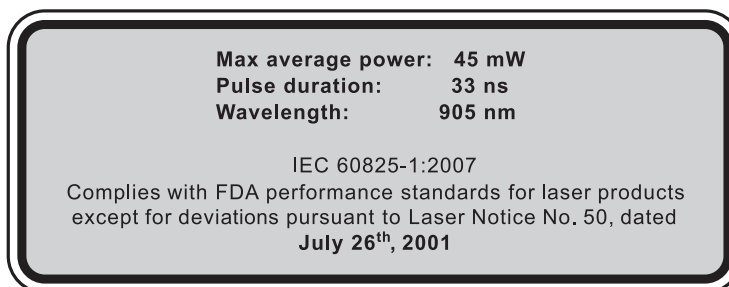 Max average power: 45 mW
Pulse duration: 33 ns
Wavelength: 905 nm
IEC 60825-1:2007
Complies with FDA performance standards for laser products
except for deviations pursuant to Laser Notice No. 50, dated
July 26th, 2001